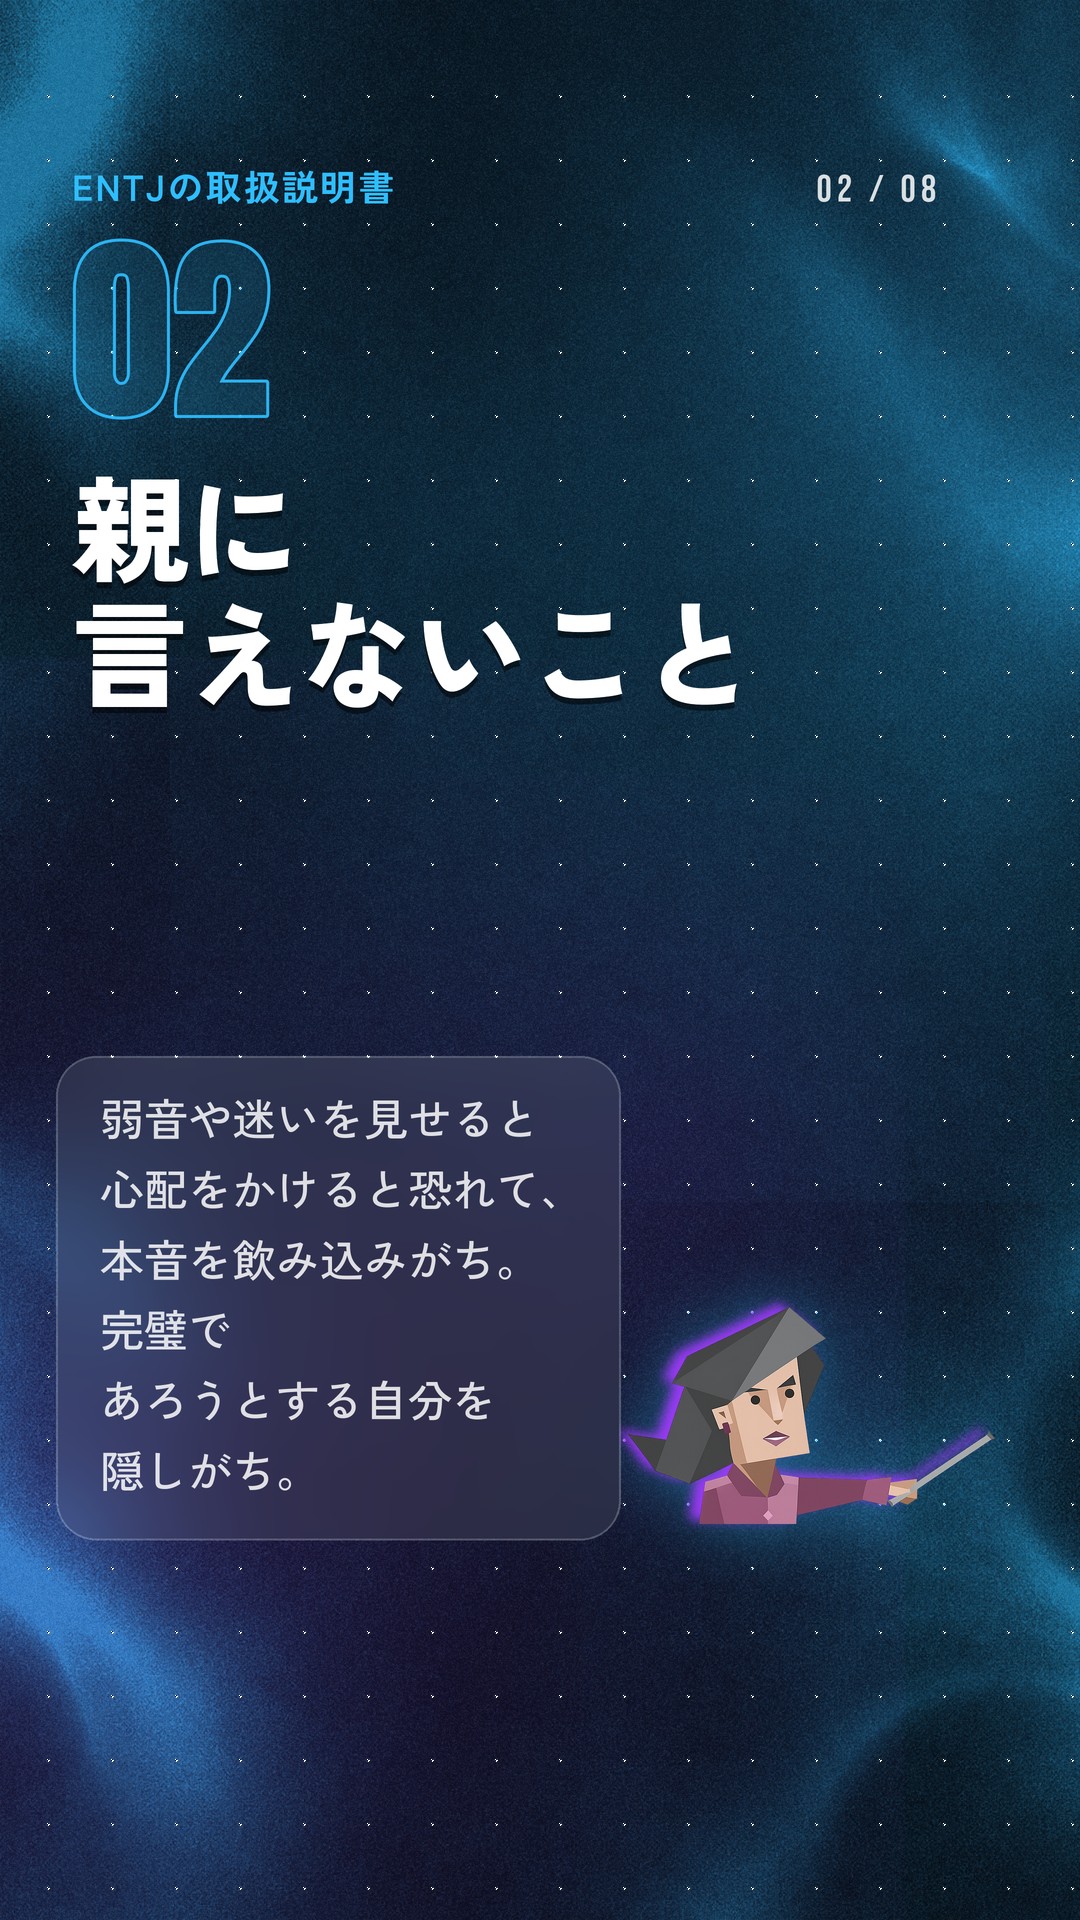 ENTJの取扱説明書
02 / 08
02
親に
言えないこと
弱音や迷いを見せると
心配をかけると恐れて、
本音を飲み込みがち。
完璧で
あろうとする自分を
隠しがち。